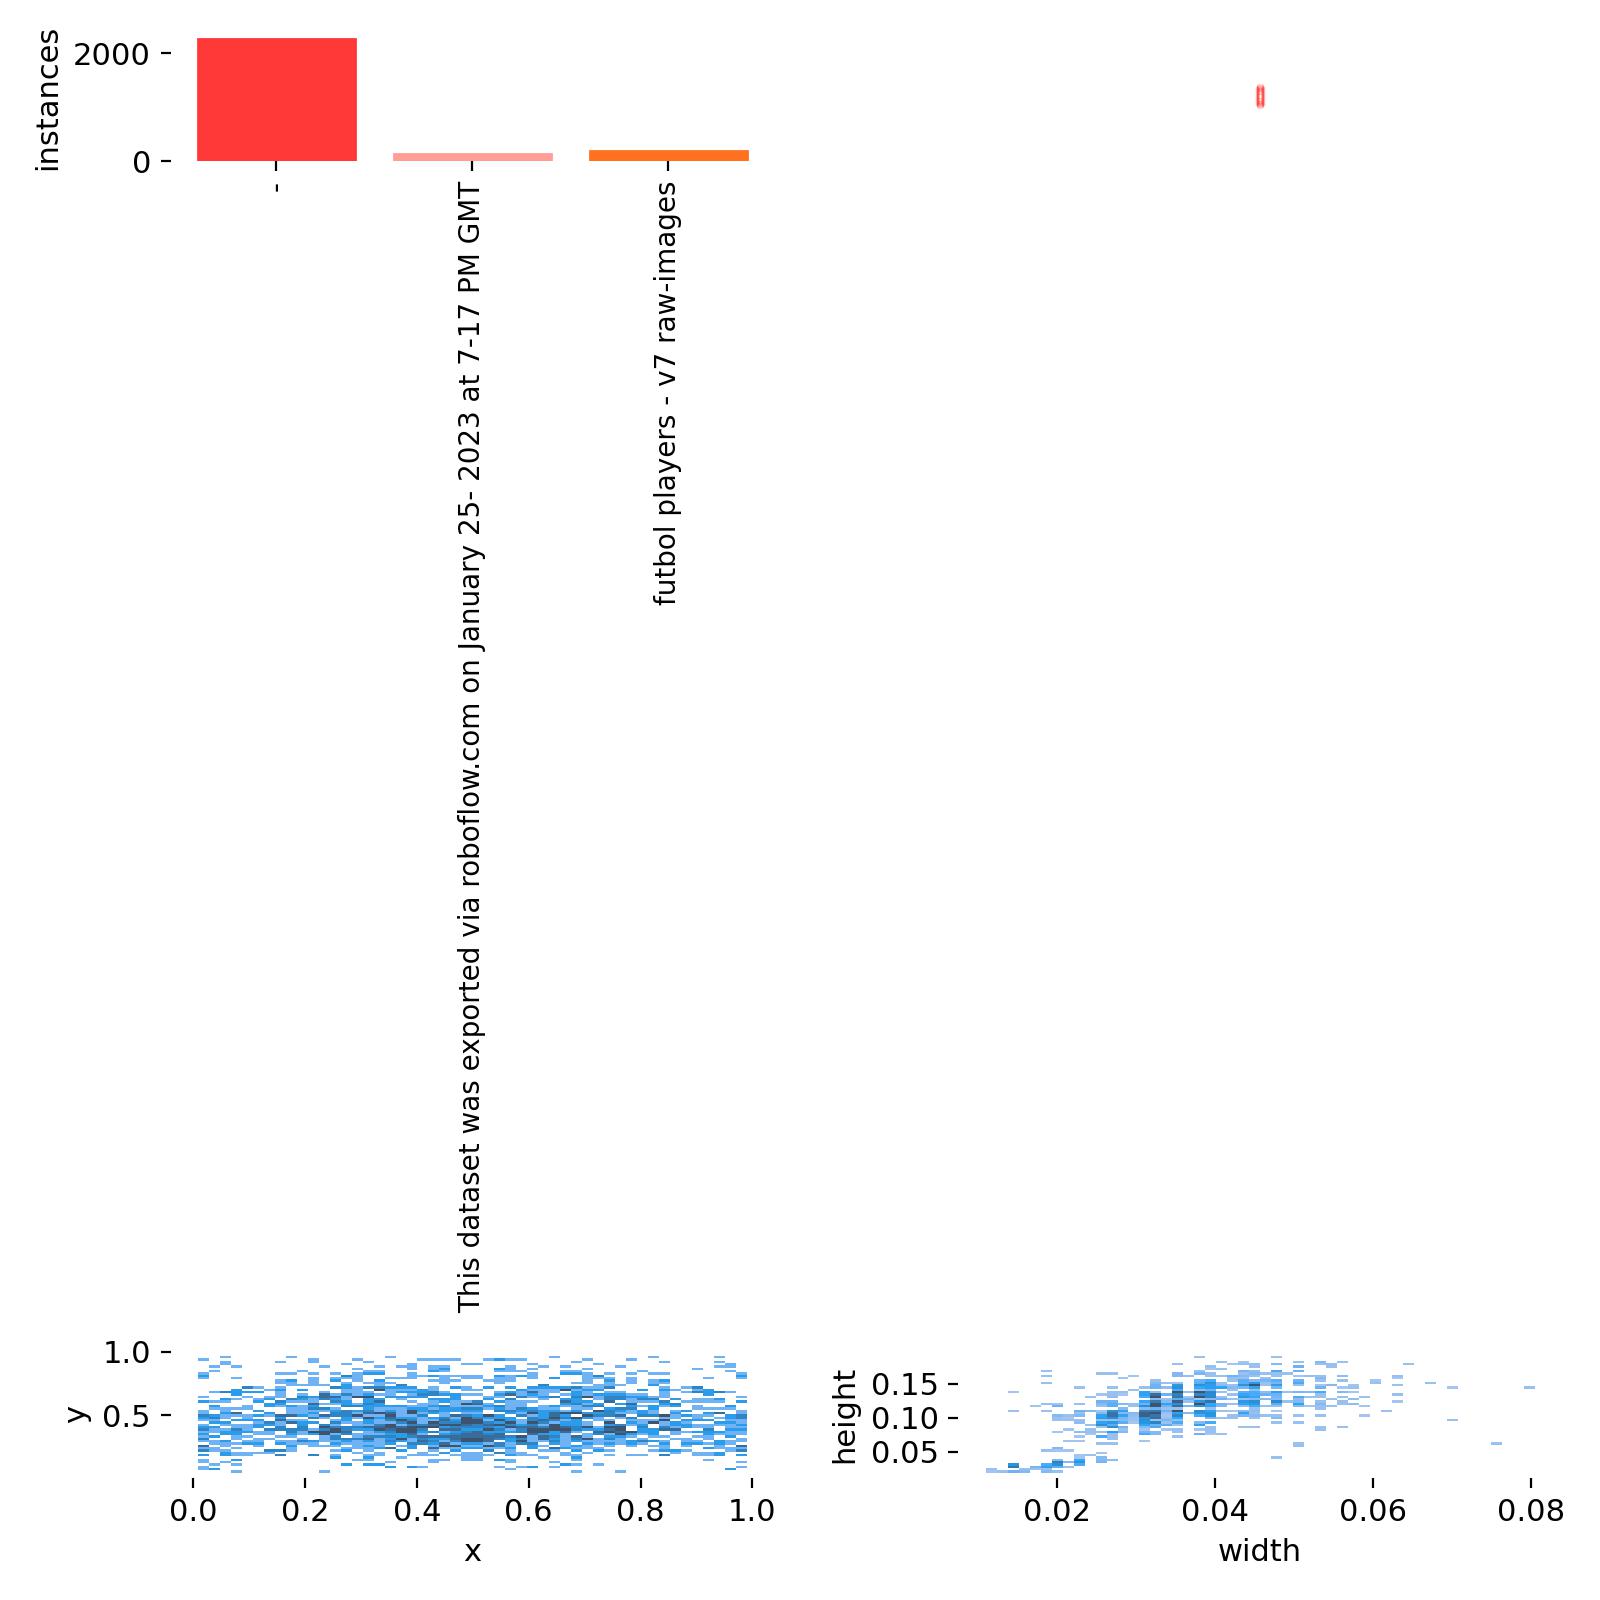 instances
2000
0
-
This dataset was exported via roboflow.com on January 25- 2023 at 7-17 PM GMT
futbol players - v7 raw-images
y
1.0
0.5
0.0 0.2 0.4 0.6 0.8 1.0
x
height
0.15
0.10
0.05
0.02 0.04 0.06 0.08
width